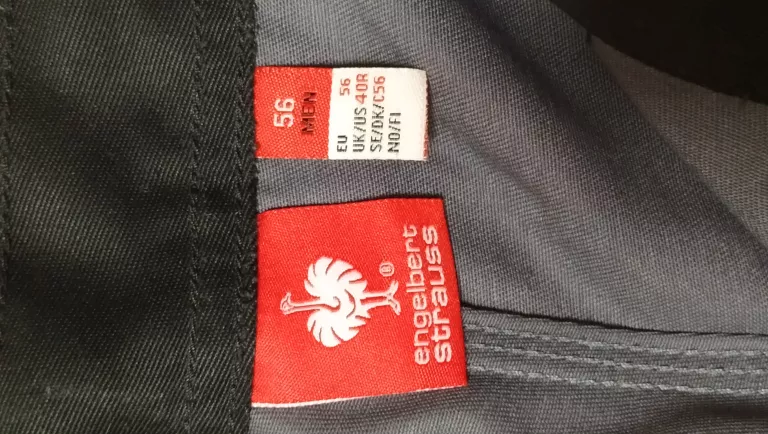 56
MEN
EU 56
UK/US 40R
SE/DK/C56
NO/FI
®
engelbert
strauss